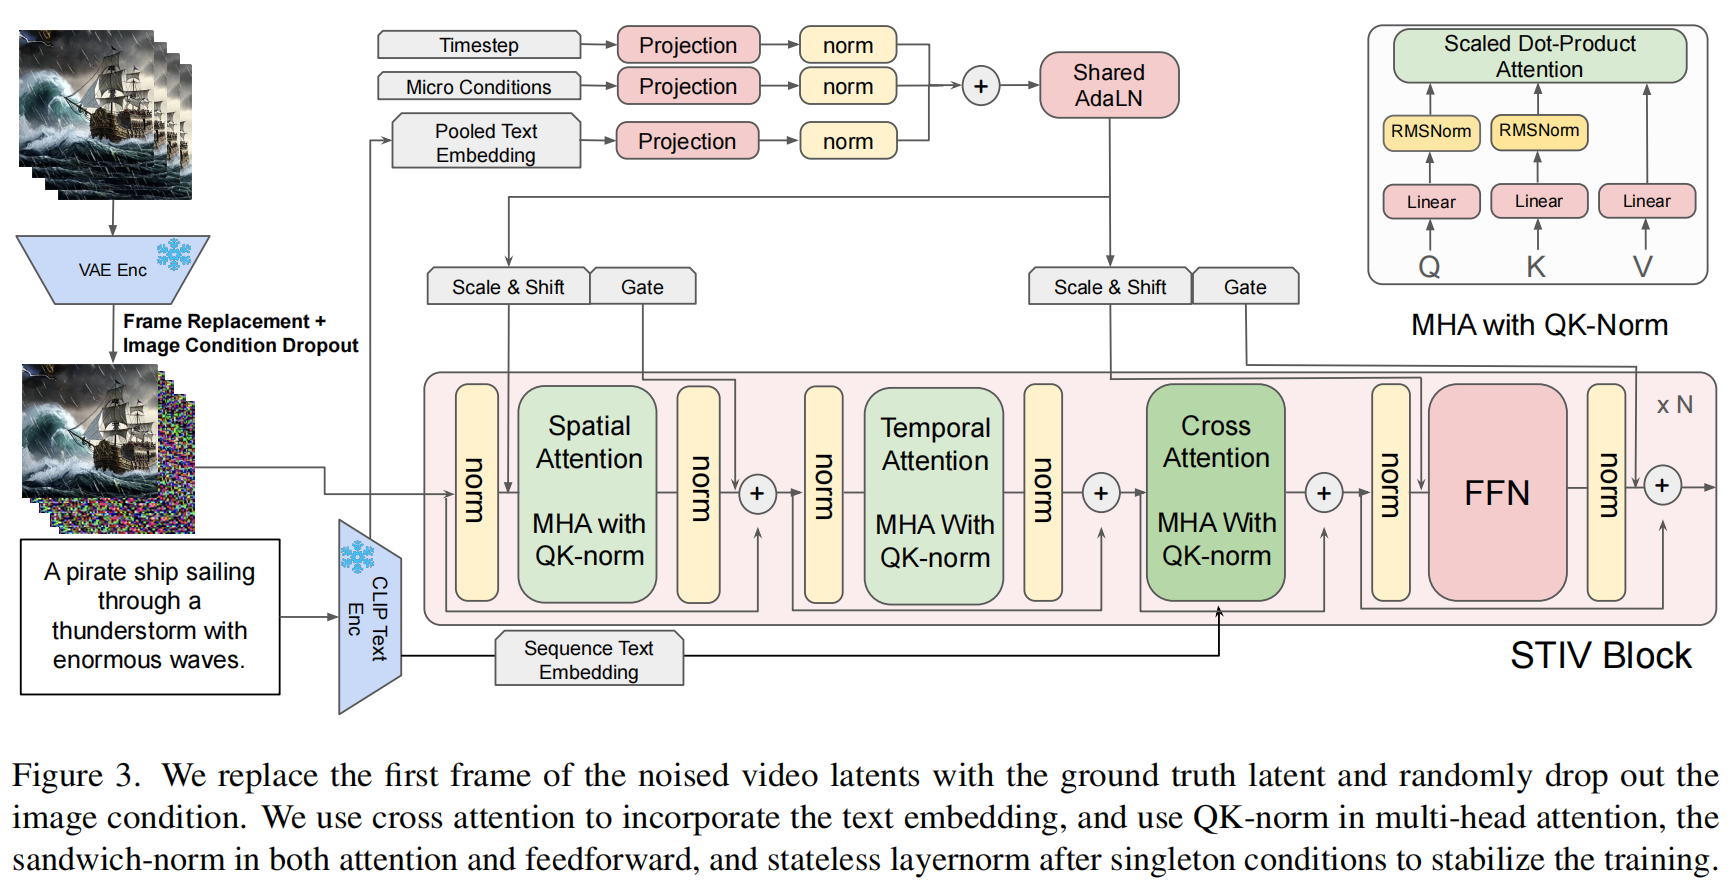 Timestep
Projection
norm
Micro Conditions
Projection
norm
Pooled Text
Embedding
Projection
norm
+
Shared
AdaLN
Scaled Dot-Product
Attention
RMSNorm
RMSNorm
Linear
Linear
Linear
Q
K
V
MHA with QK-Norm
VAE Enc
Frame Replacement +
Image Condition Dropout
Scale & Shift
Gate
Scale & Shift
Gate
norm
Spatial
Attention
MHA with
QK-norm
norm
+
norm
Temporal
Attention
MHA With
QK-norm
norm
+
Cross
Attention
MHA With
QK-norm
+
norm
FFN
norm
+
x N
A pirate ship sailing
through a
thunderstorm with
enormous waves.
CLIP Text
Enc
Sequence Text
Embedding
STIV Block
Figure 3. We replace the first frame of the noised video latents with the ground truth latent and randomly drop out the
image condition. We use cross attention to incorporate the text embedding, and use QK-norm in multi-head attention, the
sandwich-norm in both attention and feedforward, and stateless layernorm after singleton conditions to stabilize the training.